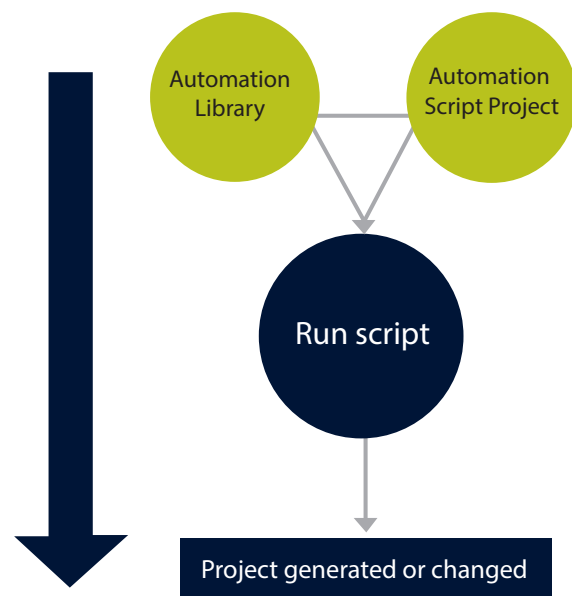 Automation
Library
Automation
Script Project
Run script
Project generated or changed